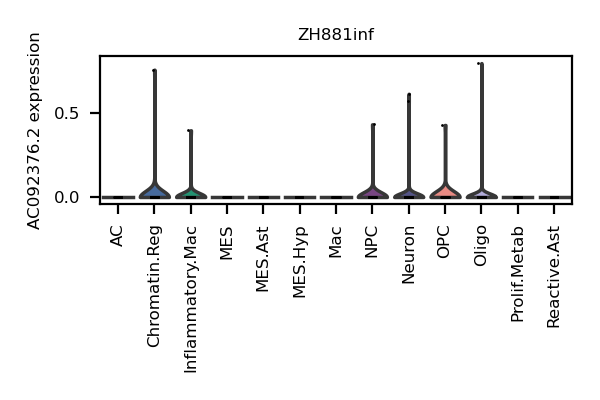 ZH881inf
AC092376.2 expression
0.5
0.0
AC
Chromatin.Reg
Inflammatory.Mac
MES
MES.Ast
MES.Hyp
Mac
NPC
Neuron
OPC
Oligo
Prolif.Metab
Reactive.Ast